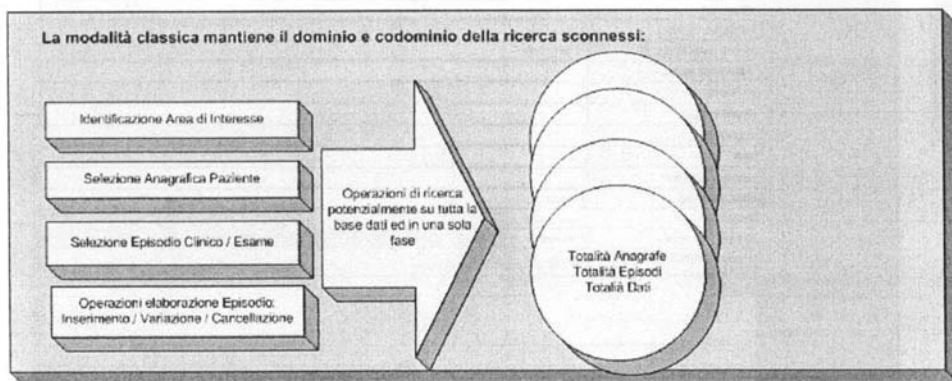 La modalità classica mantiene il dominio e codominio della ricerca sconnessi:
Identificazione Area di Interesse
Selezione Anagrafica Paziente
Selezione Episodio Clinico / Esame
Operazioni elaborazione Episodio:
Inserimento / Variazione / Cancellazione
Operazioni di ricerca
potenzialmente su tutta la
base dati ed in una sola
fase
Totalità Anagrafe
Totalità Episodi
Totalià Dati